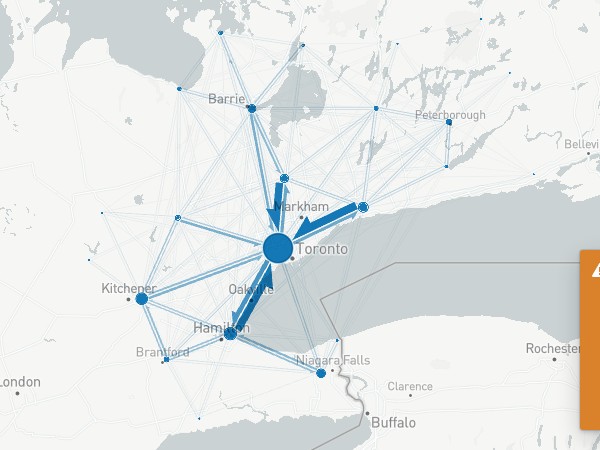 Barrie
Peterborough
Bellevi
Markham
Toronto
Kitchener
Oakville
Hamilton
Brantford
Niagara Falls
Rochester
London
Clarence
Buffalo